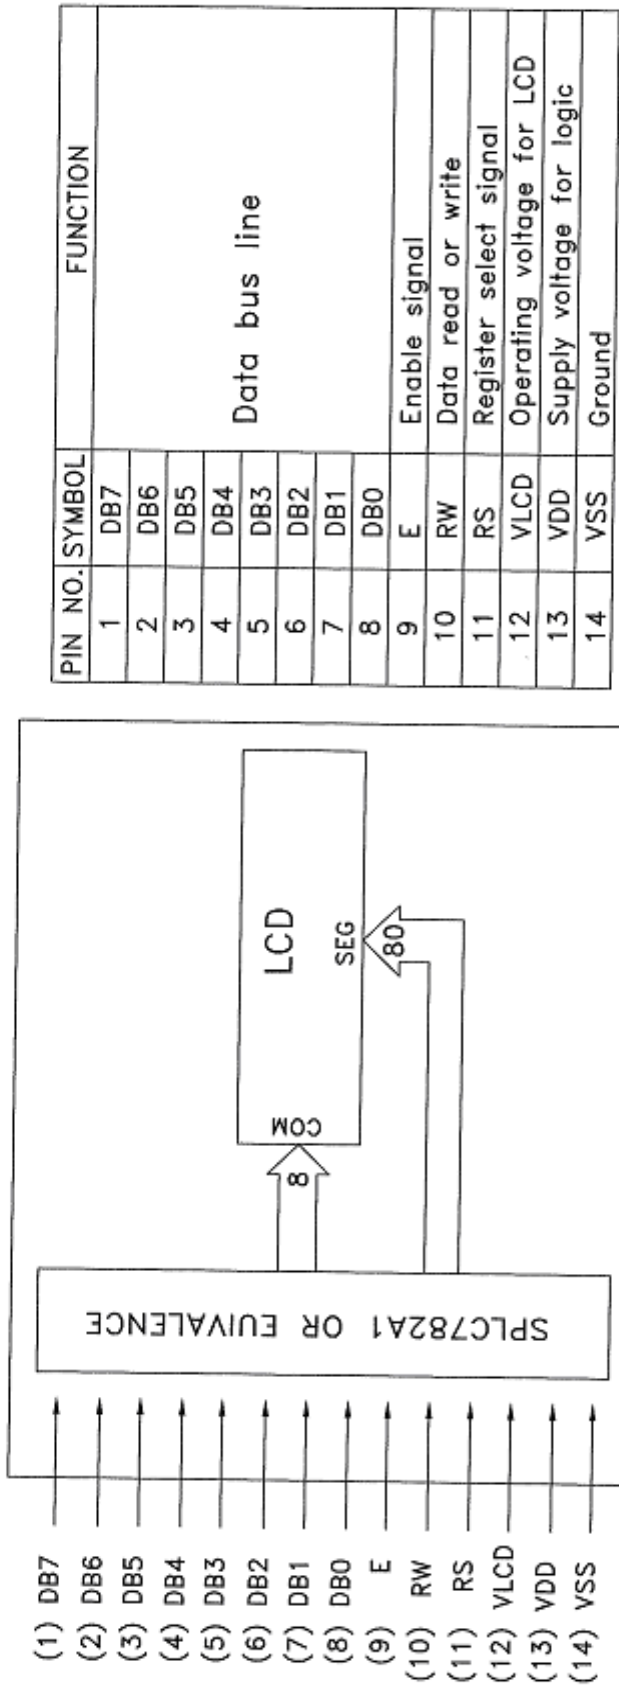 (1) DB7
(2) DB6
(3) DB5
(4) DB4
(5) DB3
(6) DB2
(7) DB1
(8) DB0
(9) E
(10) RW
(11) RS
(12) VLCD
(13) VDD
(14) VSS
SPLC782A1 OR EUIVALENCE
8
80
COM
SEG
LCD
PIN NO. SYMBOL FUNCTION
1 DB7 Data bus line
2 DB6
3 DB5
4 DB4
5 DB3
6 DB2
7 DB1
8 DB0
9 E Enable signal
10 RW Data read or write
11 RS Register select signal
12 VLCD Operating voltage for LCD
13 VDD Supply voltage for logic
14 VSS Ground